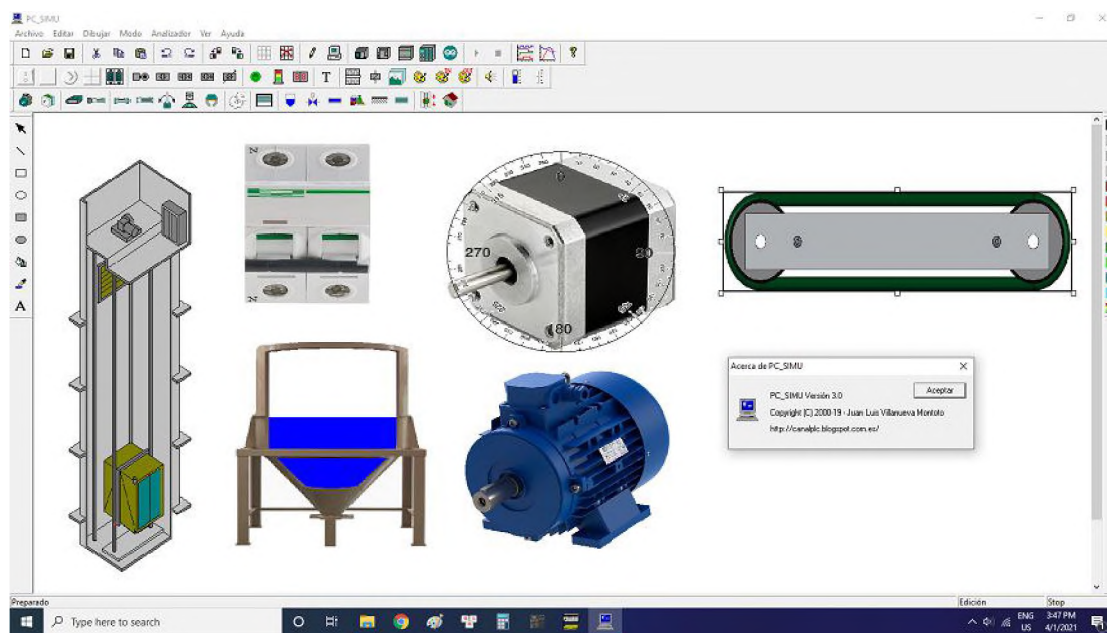 PC_SIMU
Archivo Editar Dibujar Modo Analizador Ver Ayuda
T
A
N
N
N
N
0
270
90
180
Acerca de PC_SIMU
PC_SIMU Versión 3.0
Aceptar
Copyright (C) 2000-19 - Juan Luis Villanueva Montoto
http://canalplc.blogspot.com.es/
Preparado
Edición
Stop
Type here to search
ENG
US
3:47 PM
4/1/2021